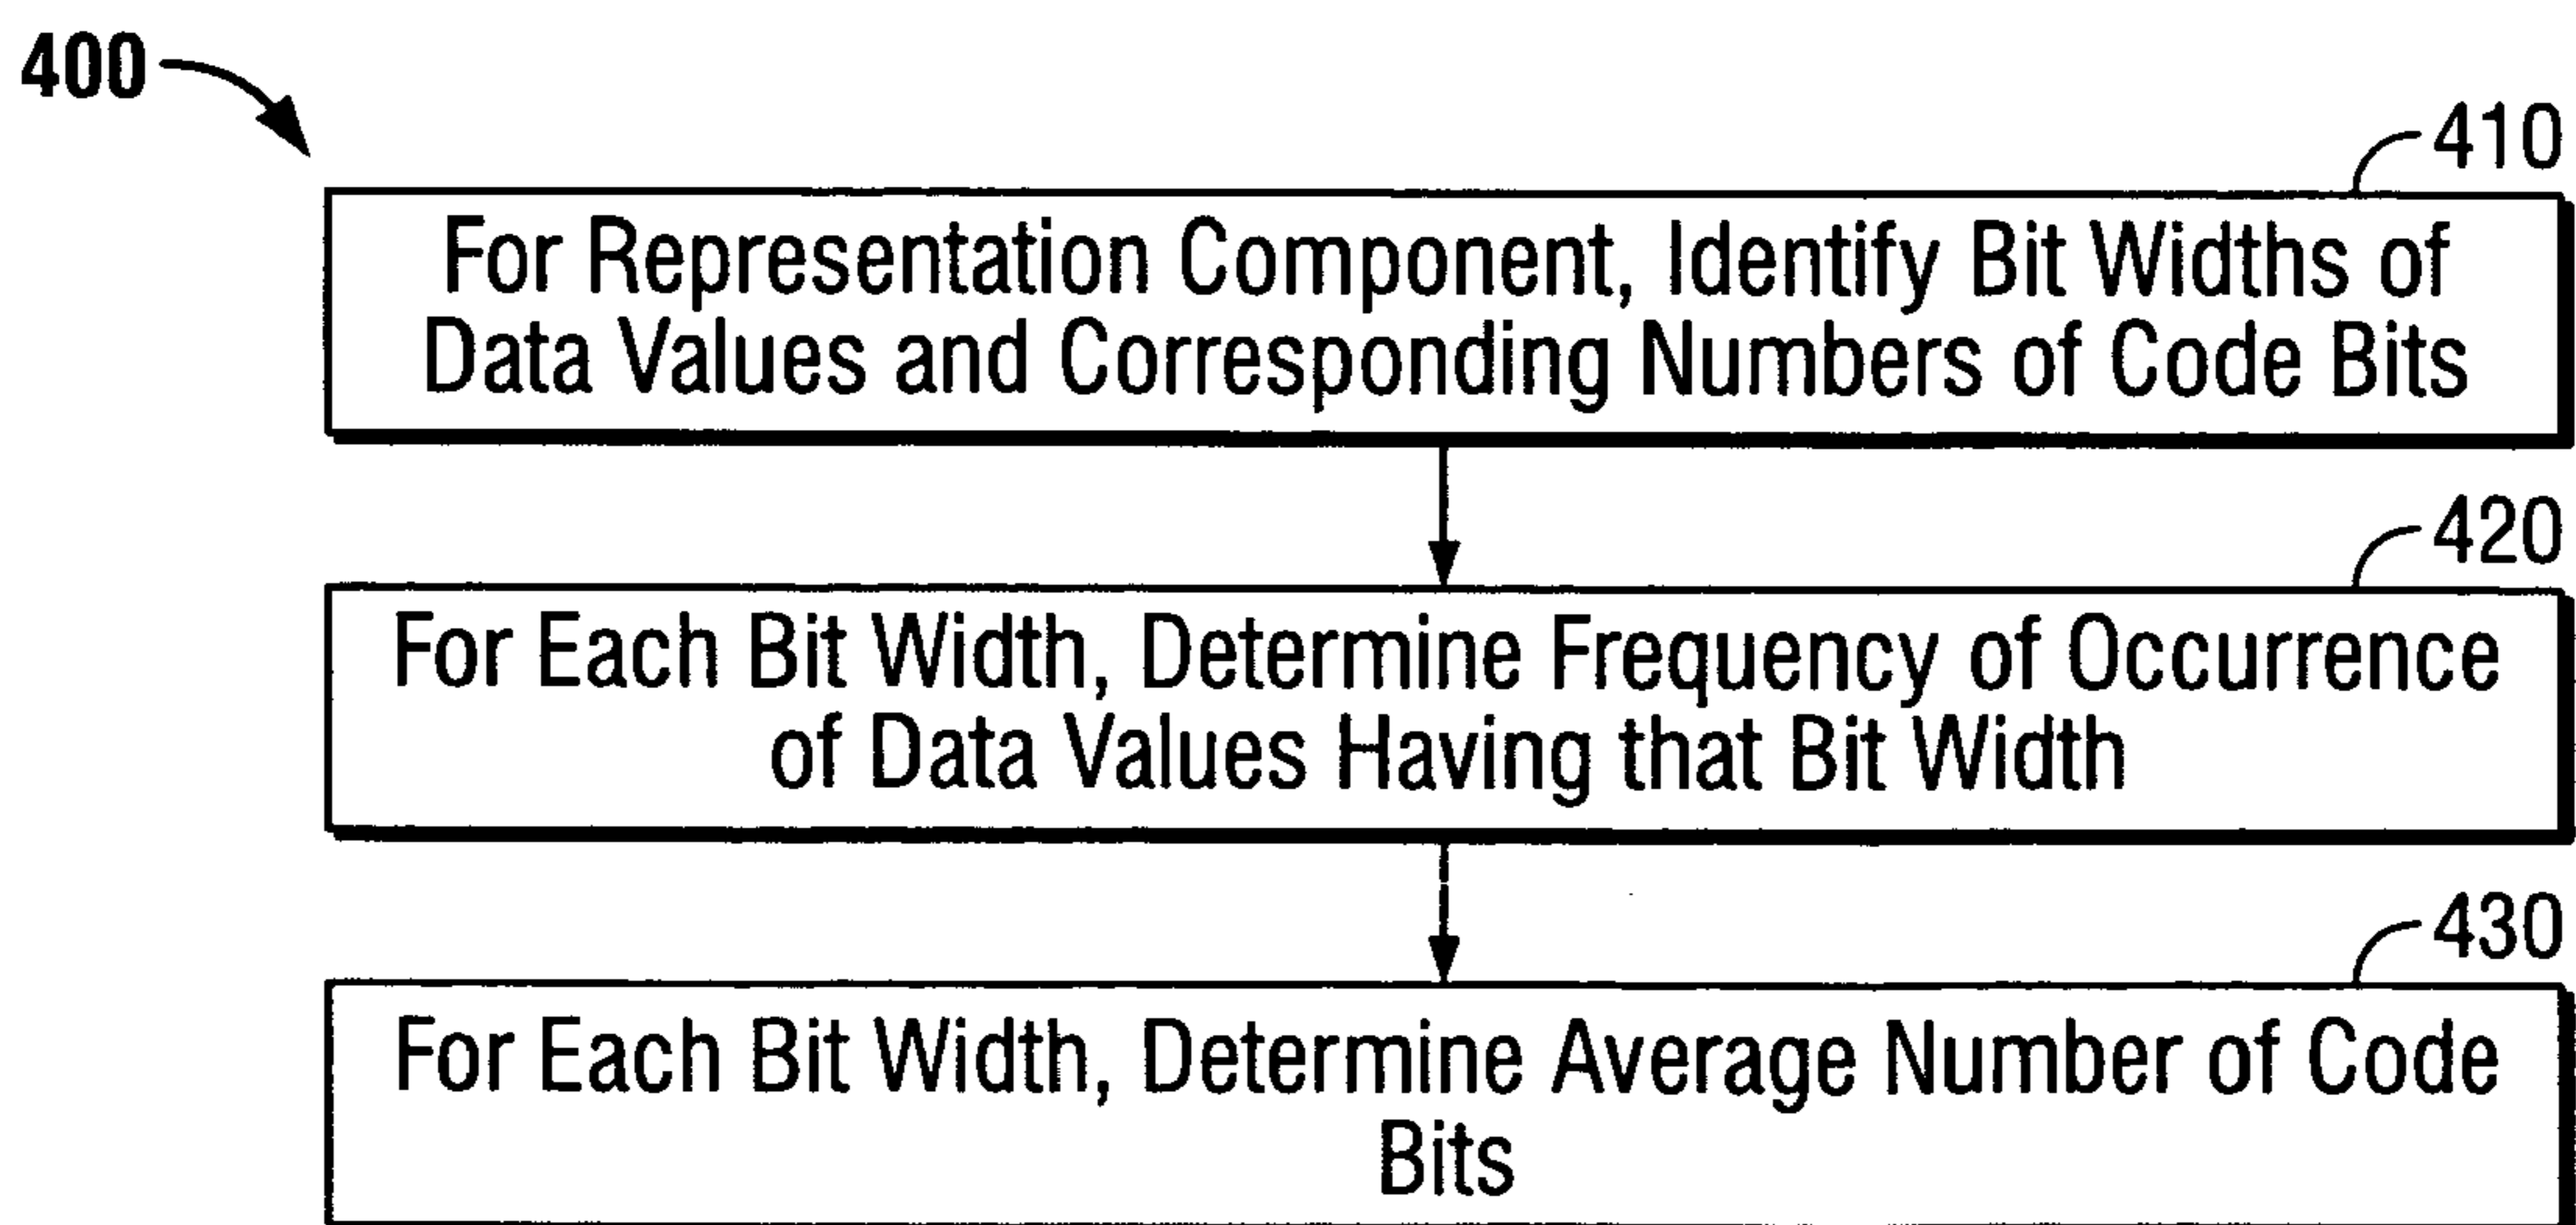 400
410
For Representation Component, Identify Bit Widths of
Data Values and Corresponding Numbers of Code Bits
420
For Each Bit Width, Determine Frequency of Occurrence
of Data Values Having that Bit Width
430
For Each Bit Width, Determine Average Number of Code
Bits